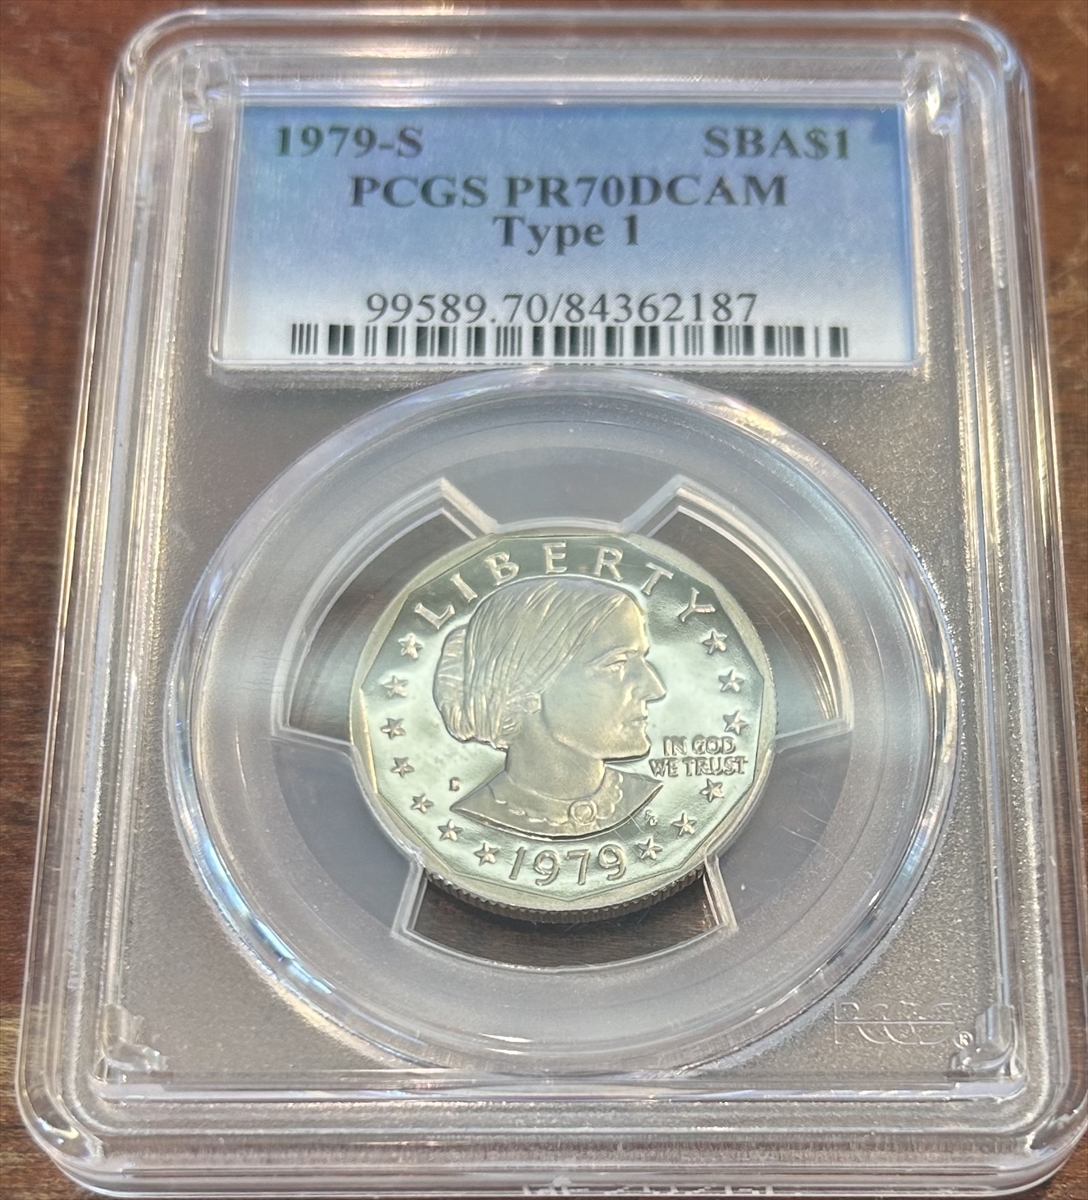 1979-S SBA$1
PCGS PR70DCAM
Type 1
99589.70/84362187
LIBERTY
IN GOD
WE TRUST
S
1979
PCGS®